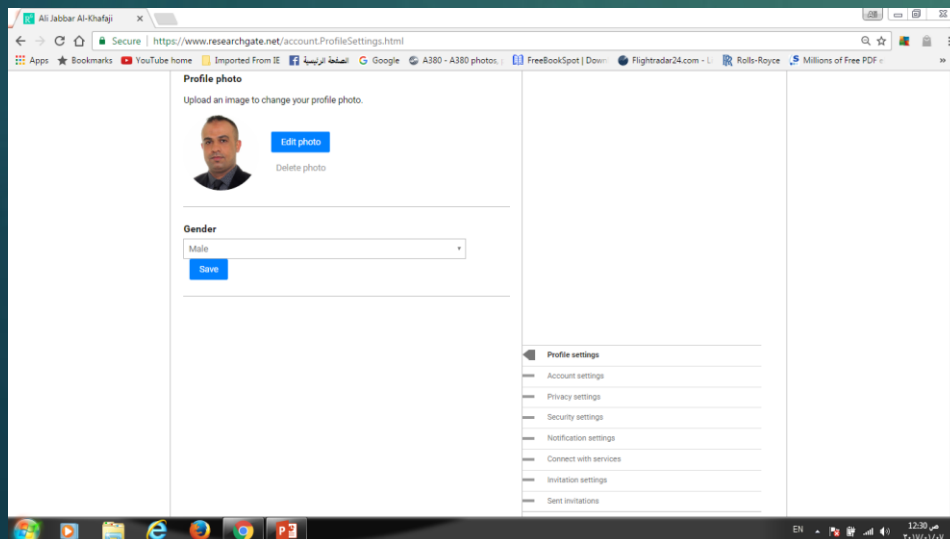 Ali Jabbar Al-Khafaji
Secure | https://www.researchgate.net/account.ProfileSettings.html
Apps Bookmarks YouTube home Imported From IE الصفحة الرئيسية Google A380 - A380 photos, FreeBookSpot | Down Flightradar24.com - L Rolls-Royce Millions of Free PDF e
Profile photo
Upload an image to change your profile photo.
Edit photo
Delete photo
Gender
Male
Save
Profile settings
Account settings
Privacy settings
Security settings
Notification settings
Connect with services
Invitation settings
Sent invitations
EN
12:30 ص
٢٠١٧/٠١/٠٧